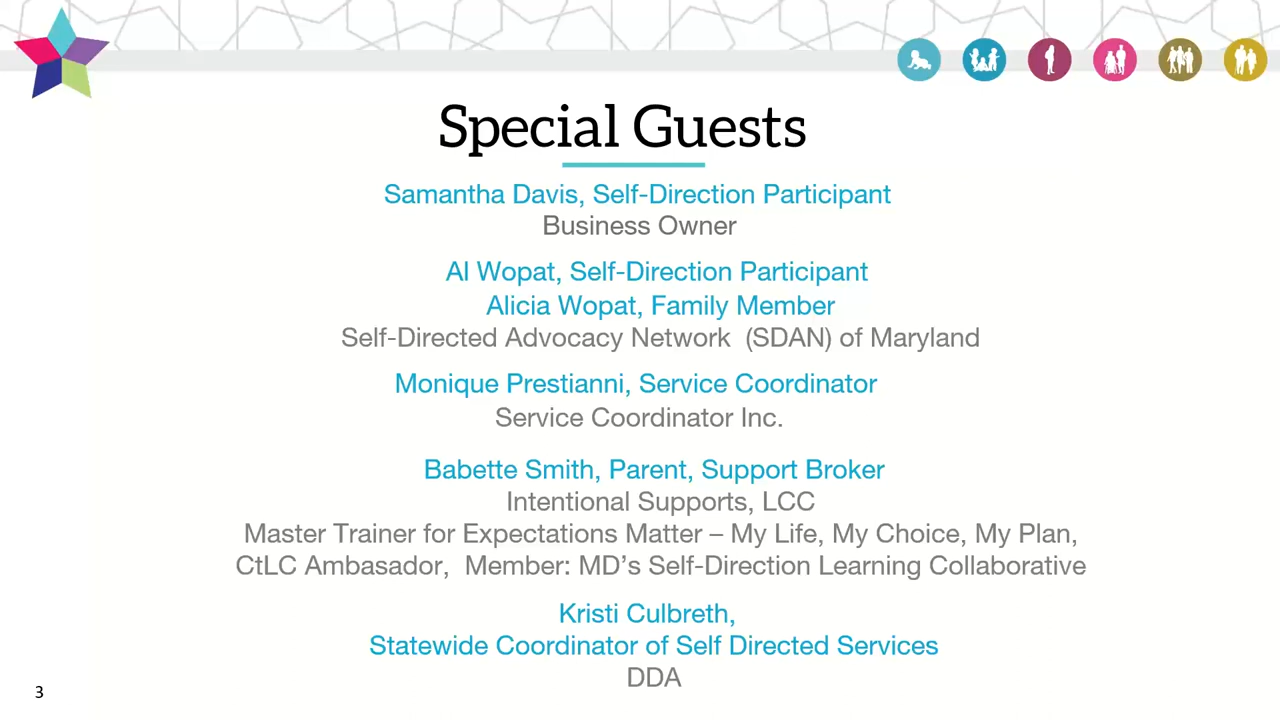 Special Guests
Samantha Davis, Self-Direction Participant
Business Owner
Al Wopat, Self-Direction Participant
Alicia Wopat, Family Member
Self-Directed Advocacy Network  (SDAN) of Maryland
Monique Prestianni, Service Coordinator
Service Coordinator Inc.
Babette Smith, Parent, Support Broker
Intentional Supports, LCC
Master Trainer for Expectations Matter – My Life, My Choice, My Plan,
CtLC Ambasador,  Member: MD’s Self-Direction Learning Collaborative
Kristi Culbreth,
Statewide Coordinator of Self Directed Services
DDA
3